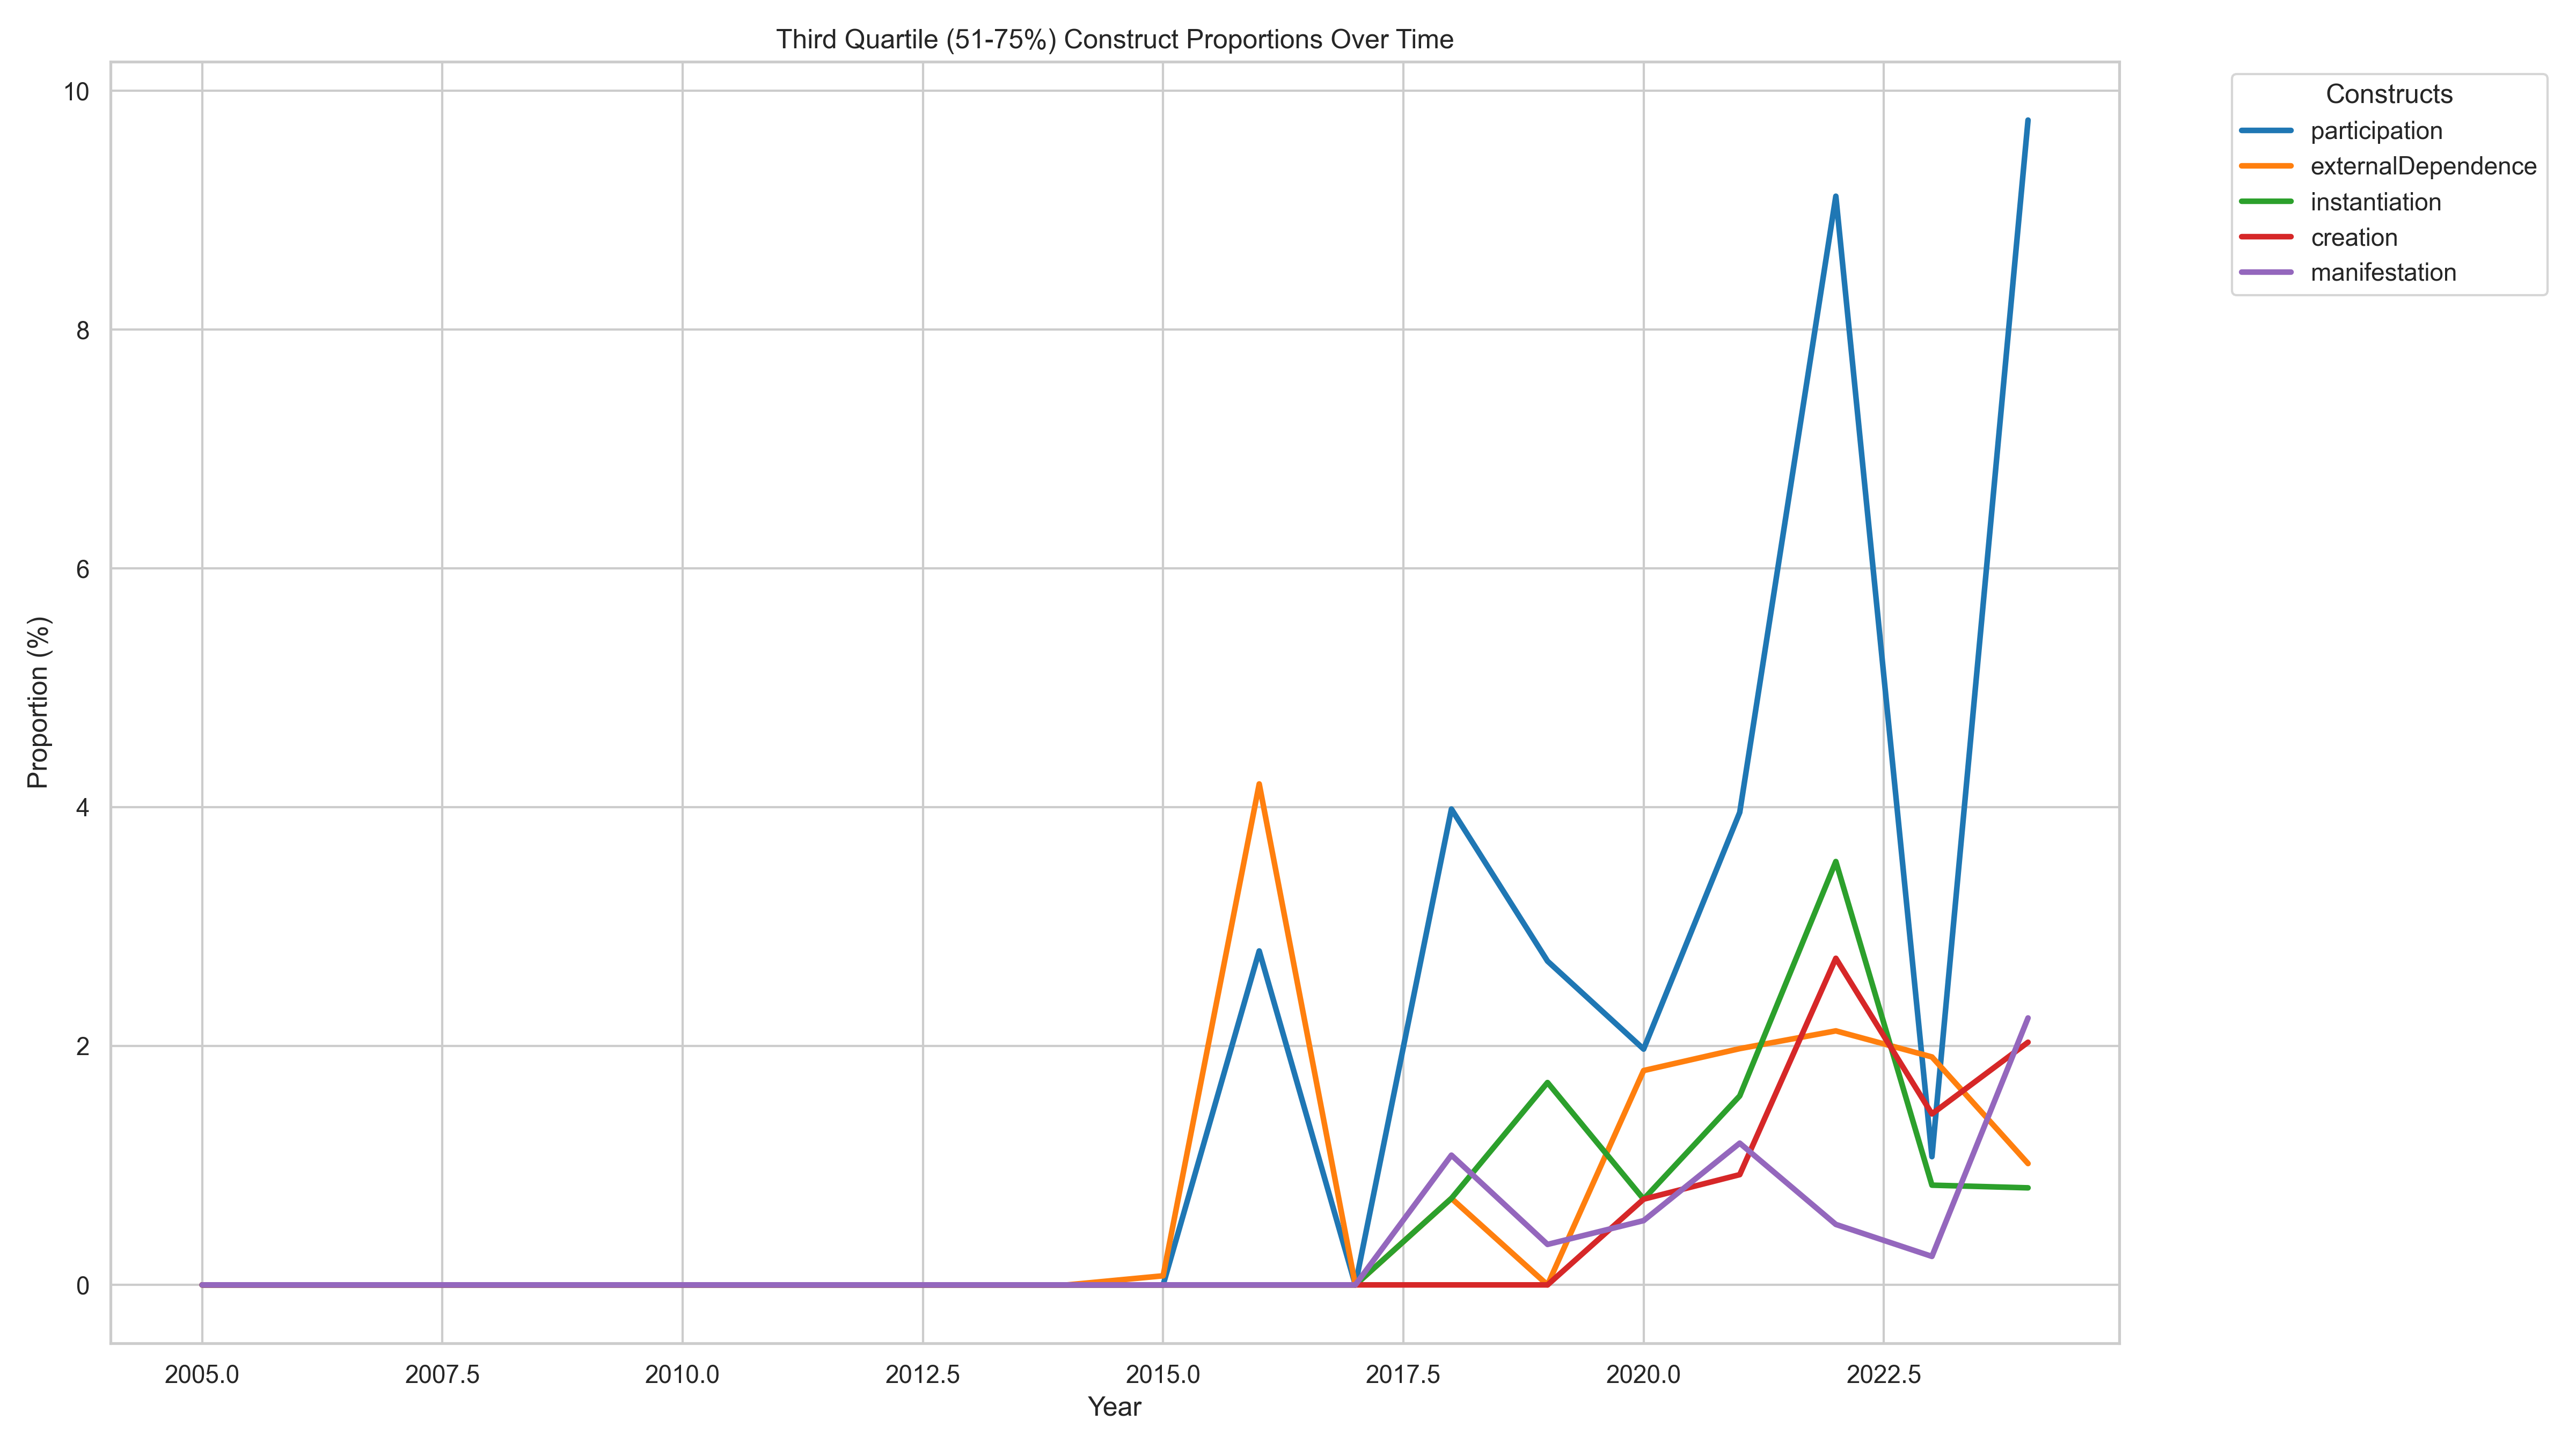 Third Quartile (51-75%) Construct Proportions Over Time
Constructs
participation
externalDependence
instantiation
creation
manifestation
Proportion (%)
10
8
6
4
2
0
2005.0 2007.5 2010.0 2012.5 2015.0 2017.5 2020.0 2022.5
Year